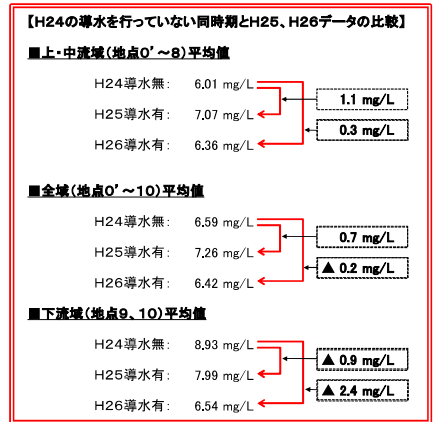 【H24の導水を行っていない同時期とH25、H26データの比較】
■上・中流域(地点0'～8)平均値
H24導水無: 6.01 mg/L
H25導水有: 7.07 mg/L
H26導水有: 6.36 mg/L
1.1 mg/L
0.3 mg/L
■全域(地点0'～10)平均値
H24導水無: 6.59 mg/L
H25導水有: 7.26 mg/L
H26導水有: 6.42 mg/L
0.7 mg/L
▲ 0.2 mg/L
■下流域(地点9、10)平均値
H24導水無: 8.93 mg/L
H25導水有: 7.99 mg/L
H26導水有: 6.54 mg/L
▲ 0.9 mg/L
▲ 2.4 mg/L